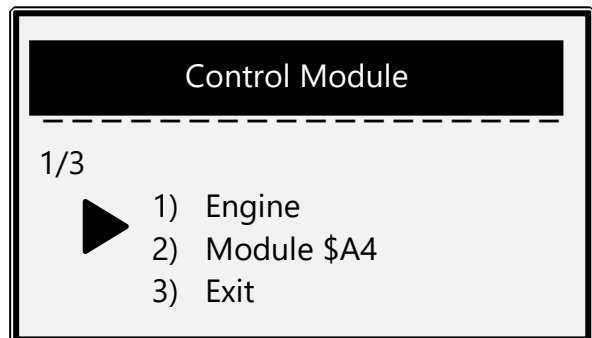 Control Module
1/3
1) Engine
2) Module $A4
3) Exit